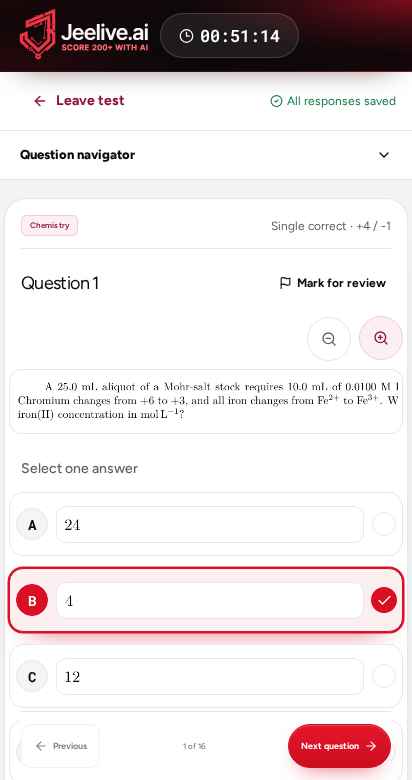 Jeelive.ai
SCORE 200+ WITH AI
00:51:14
Leave test
All responses saved
Question navigator
Chemistry
Single correct · +4 / -1
Question 1
Mark for review
A 25.0 mL aliquot of a Mohr-salt stock requires 10.0 mL of 0.0100 M
Chromium changes from +6 to +3, and all iron changes from Fe²⁺ to Fe³⁺. W
iron(II) concentration in mol L⁻¹?
Select one answer
A
24
B
4
C
12
Previous
1 of 16
Next question